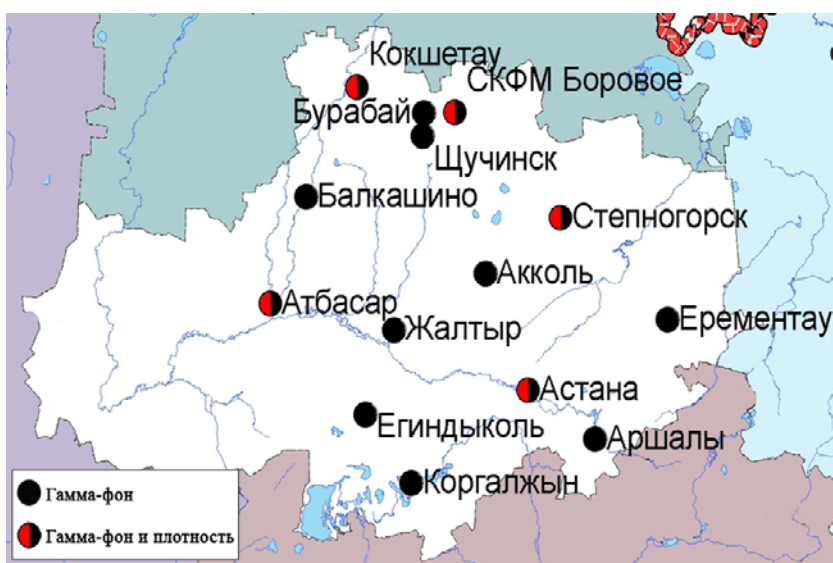 Кокшетау
СКФМ Боровое
Бурабай
Щучинск
Балкашино
Степногорск
Акколь
Атбасар
Жалтыр
Ерементау
Астана
Егиндыколь
Аршалы
Коргалжын
Гамма-фон
Гамма-фон и плотность